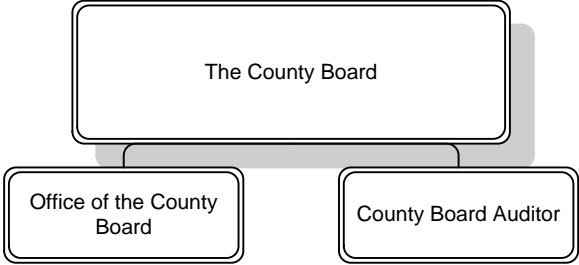 The County Board
Office of the County
Board
County Board Auditor